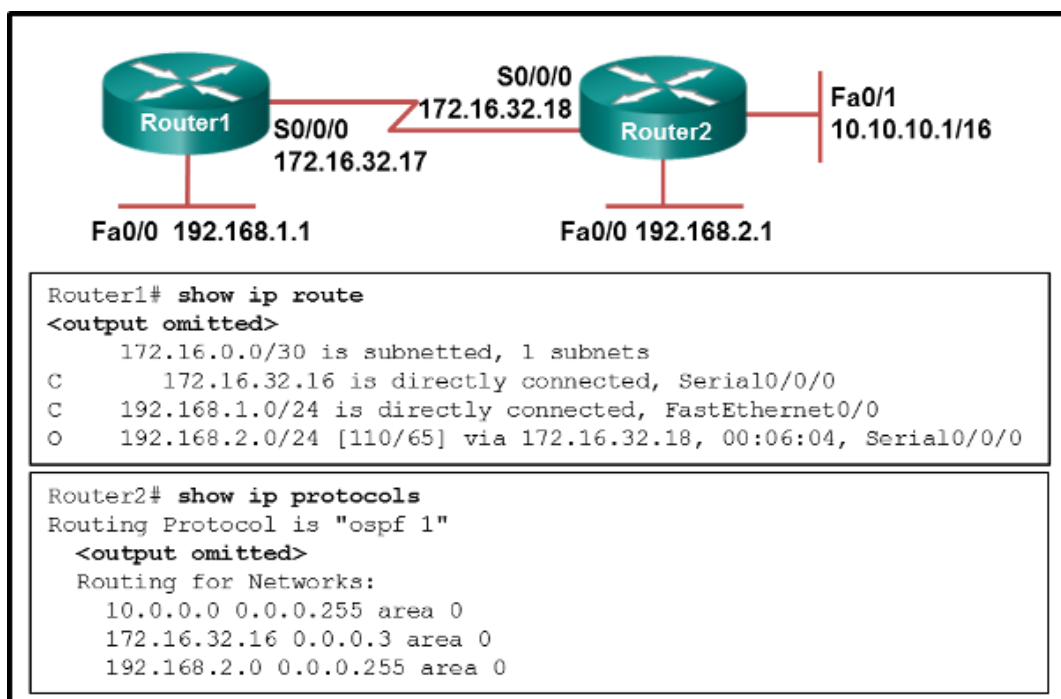 Router1
S0/0/0
172.16.32.17
Fa0/0 192.168.1.1
S0/0/0
172.16.32.18
Router2
Fa0/1
10.10.10.1/16
Fa0/0 192.168.2.1
Router1# show ip route
<output omitted>
172.16.0.0/30 is subnetted, 1 subnets
C 172.16.32.16 is directly connected, Serial0/0/0
C 192.168.1.0/24 is directly connected, FastEthernet0/0
O 192.168.2.0/24 [110/65] via 172.16.32.18, 00:06:04, Serial0/0/0
Router2# show ip protocols
Routing Protocol is "ospf 1"
<output omitted>
Routing for Networks:
10.0.0.0 0.0.0.255 area 0
172.16.32.16 0.0.0.3 area 0
192.168.2.0 0.0.0.255 area 0